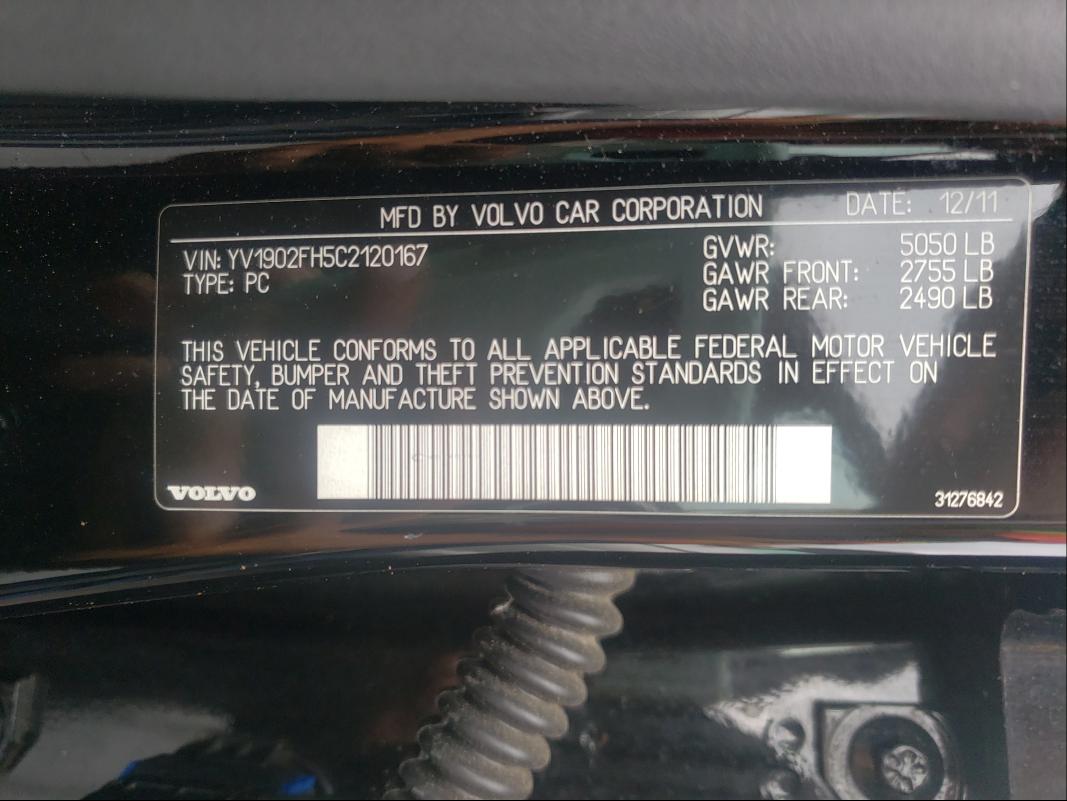 MFD BY VOLVO CAR CORPORATION DATE: 12/11
VIN: YV1902FH5C2120167 GVWR: 5050 LB
TYPE: PC GAWR FRONT: 2755 LB
GAWR REAR: 2490 LB
THIS VEHICLE CONFORMS TO ALL APPLICABLE FEDERAL MOTOR VEHICLE
SAFETY, BUMPER AND THEFT PREVENTION STANDARDS IN EFFECT ON
THE DATE OF MANUFACTURE SHOWN ABOVE.
VOLVO 31276842